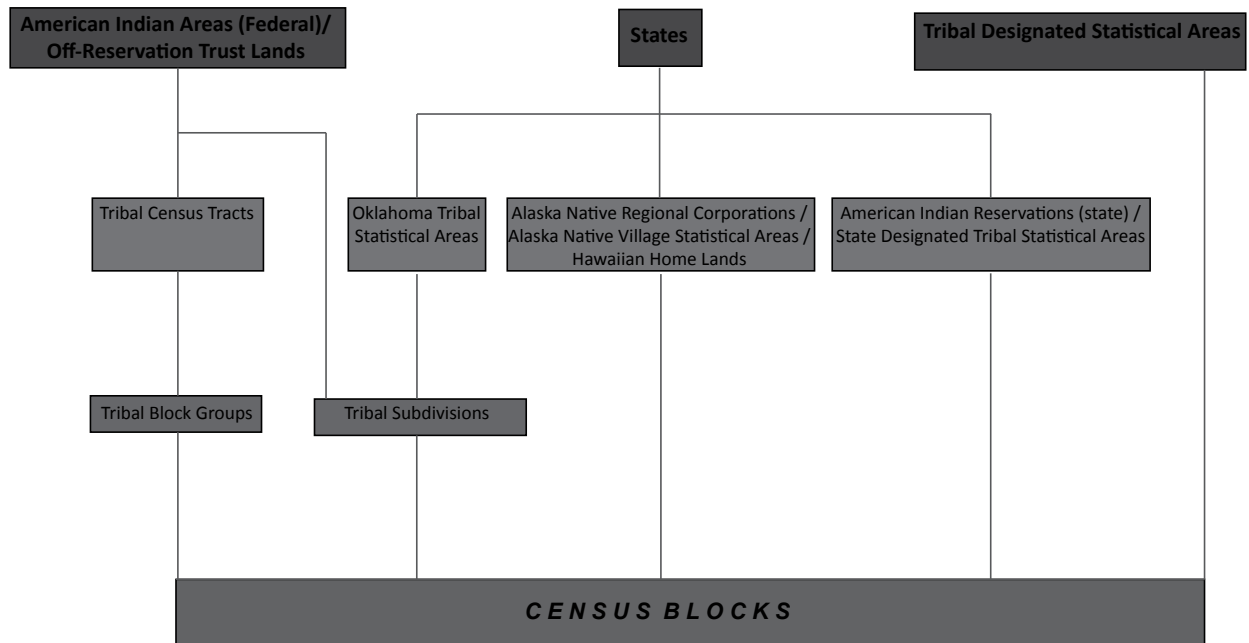 American Indian Areas (Federal)/
Off-Reservation Trust Lands
States
Tribal Designated Statistical Areas
Tribal Census Tracts
Oklahoma Tribal
Statistical Areas
Alaska Native Regional Corporations /
Alaska Native Village Statistical Areas /
Hawaiian Home Lands
American Indian Reservations (state) /
State Designated Tribal Statistical Areas
Tribal Block Groups
Tribal Subdivisions
CENSUS BLOCKS